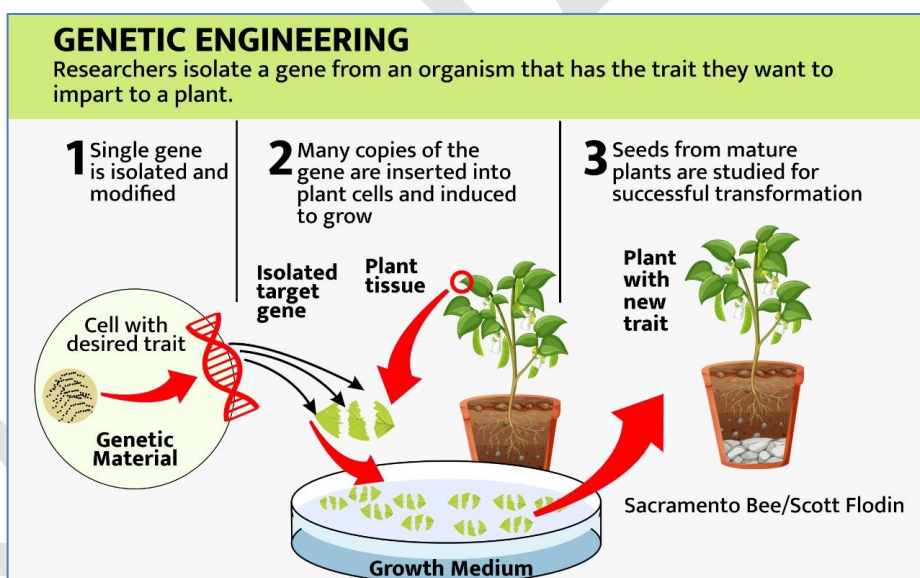 GENETIC ENGINEERING
Researchers isolate a gene from an organism that has the trait they want to
impart to a plant.
1 Single gene
is isolated and
modified
2 Many copies of the
gene are inserted into
plant cells and induced
to grow
3 Seeds from mature
plants are studied for
successful transformation
Cell with
desired trait
Genetic
Material
Isolated
target
gene
Plant
tissue
Plant
with
new
trait
Growth Medium
Sacramento Bee/Scott Flodin